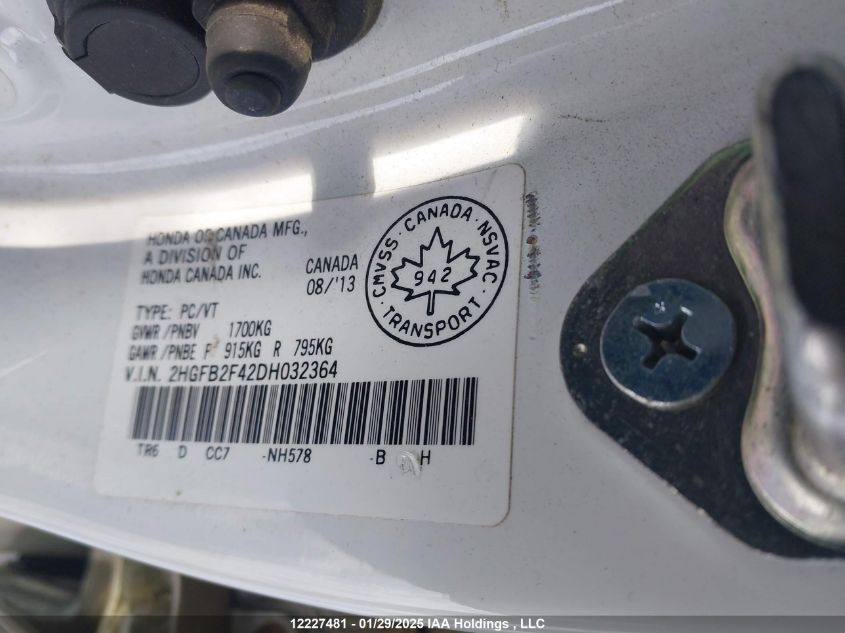 HONDA OF CANADA MFG.,
A DIVISION OF
HONDA CANADA INC.
CANADA
08/'13
CMVSS · CANADA · NSVAC
942
· TRANSPORT ·
TYPE: PC/VT
GVWR /PNBV 1700KG
GAWR /PNBE F 915KG R 795KG
V.I.N. 2HGFB2F42DH032364
TR6 D CC7 -NH578 -B H
12227481 - 01/29/2025 IAA Holdings , LLC